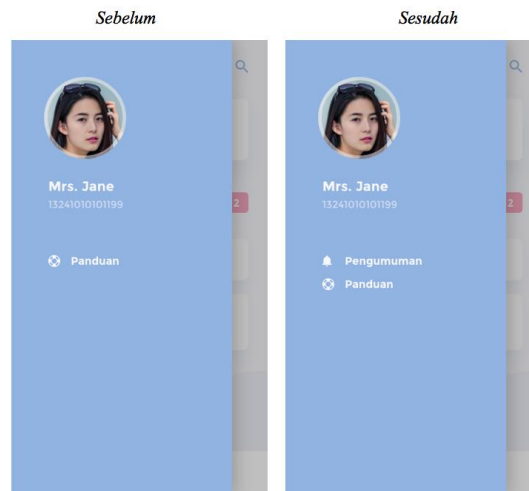 Sebelum
Sesudah
Mrs. Jane
13241010101199
2
Panduan
Mrs. Jane
13241010101199
2
Pengumuman
Panduan